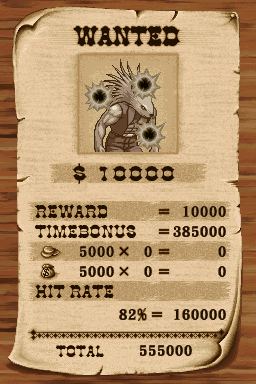 WANTED
$ 10000
REWARD = 10000
TIMEBONUS =385000
5000 × 0 = 0
5000 × 0 = 0
HIT RATE
82% = 160000
TOTAL 555000